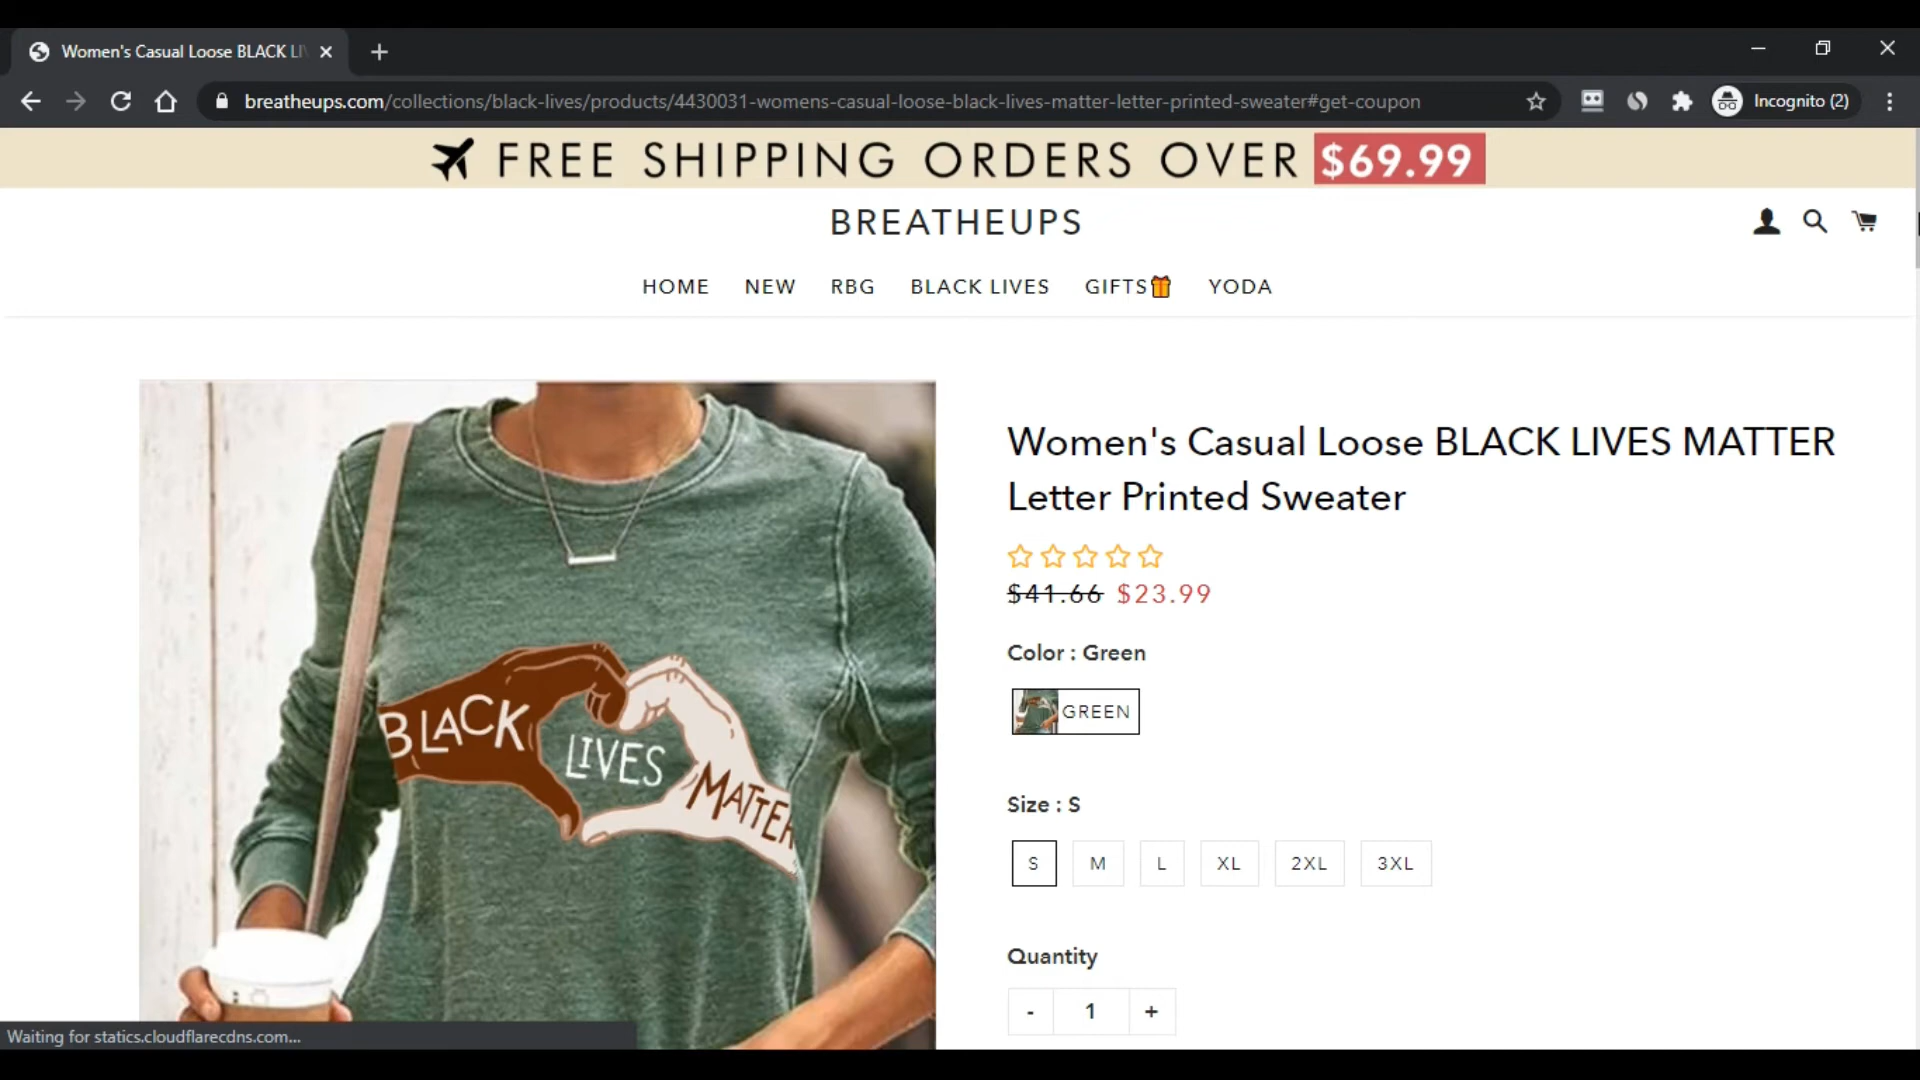 Women's Casual Loose BLACK LI
breatheups.com/collections/black-lives/products/4430031-womens-casual-loose-black-lives-matter-letter-printed-sweater#get-coupon
Incognito (2)
FREE SHIPPING ORDERS OVER $69.99
BREATHEUPS
HOME NEW RBG BLACK LIVES GIFTS YODA
Women's Casual Loose BLACK LIVES MATTER
Letter Printed Sweater
$41.66 $23.99
Color : Green
GREEN
Size : S
S M L XL 2XL 3XL
Quantity
- 1 +
BLACK
LIVES
MATTER
Waiting for statics.cloudflarecdns.com...